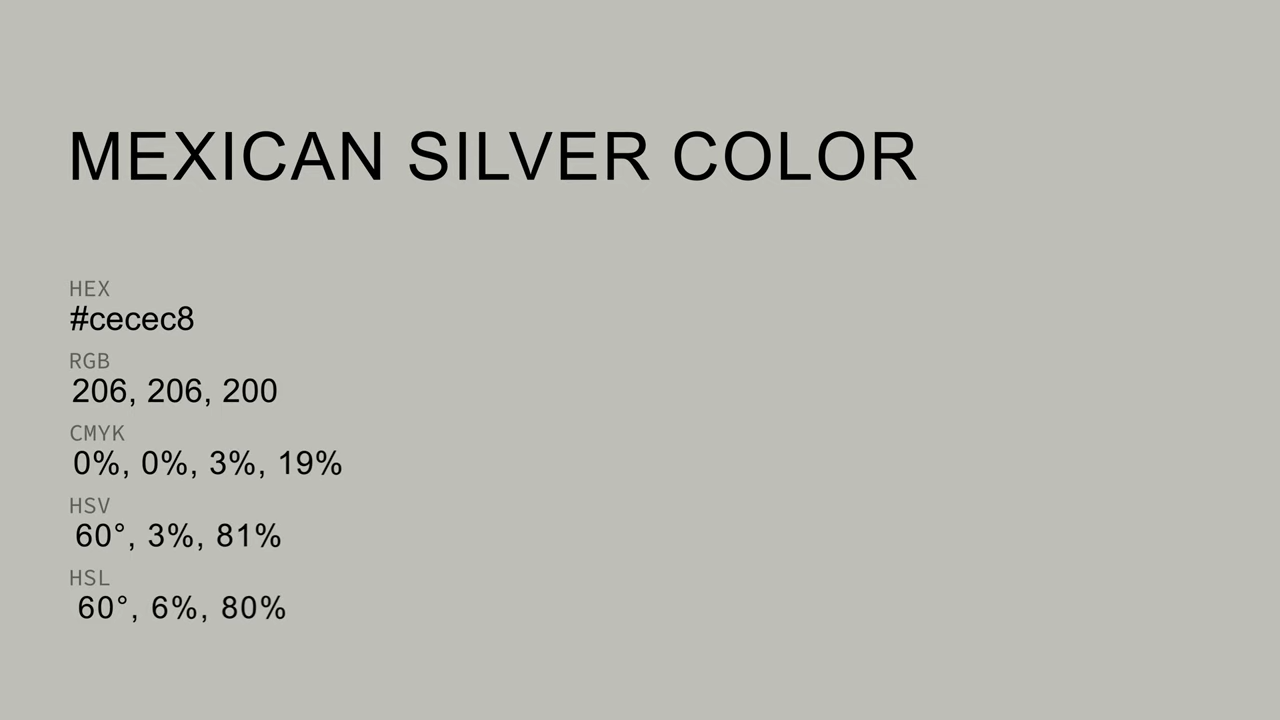 MEXICAN SILVER COLOR
HEX
#cecec8
RGB
206, 206, 200
CMYK
0%, 0%, 3%, 19%
HSV
60°, 3%, 81%
HSL
60°, 6%, 80%